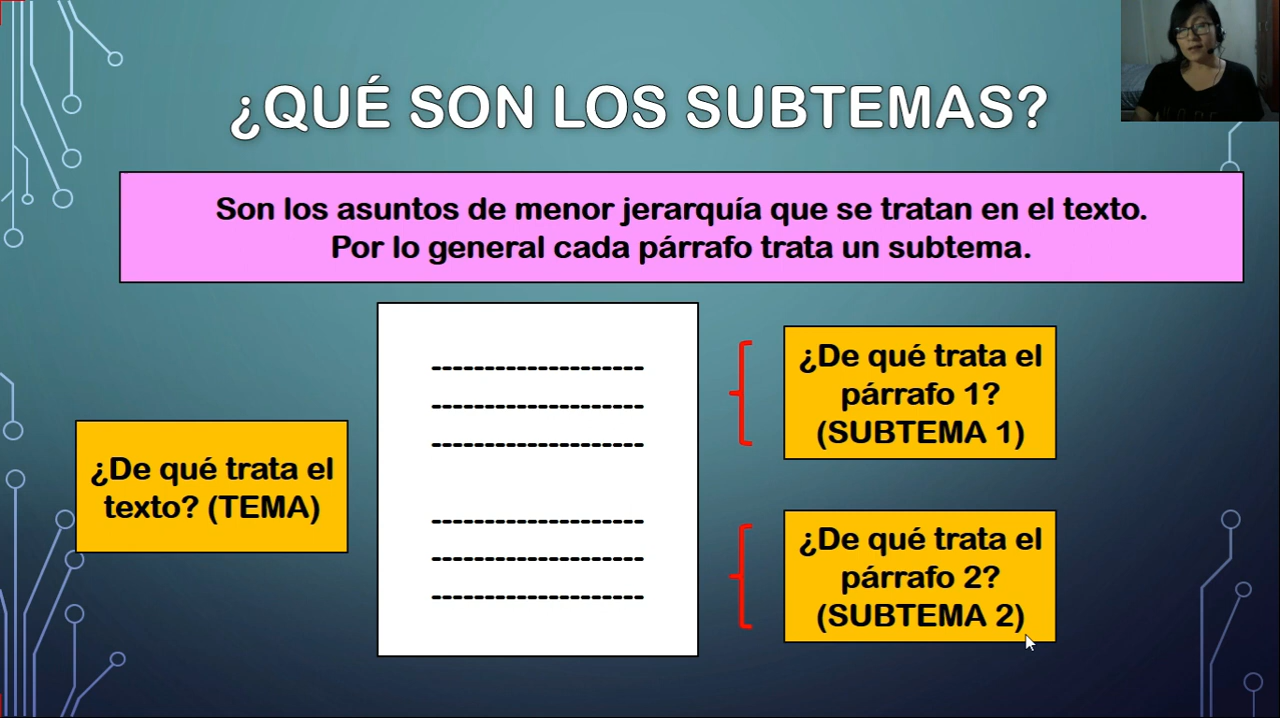 ¿QUÉ SON LOS SUBTEMAS?
Son los asuntos de menor jerarquía que se tratan en el texto.
Por lo general cada párrafo trata un subtema.
¿De qué trata el
texto? (TEMA)
--------------------
--------------------
--------------------
--------------------
--------------------
--------------------
¿De qué trata el
párrafo 1?
(SUBTEMA 1)
¿De qué trata el
párrafo 2?
(SUBTEMA 2)